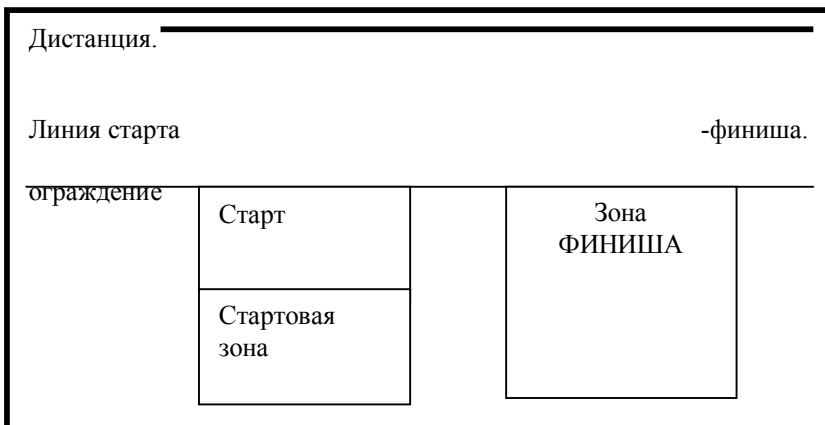 Дистанция.
Линия старта -финиша.
ограждение
Старт
Стартовая
зона
Зона
ФИНИША